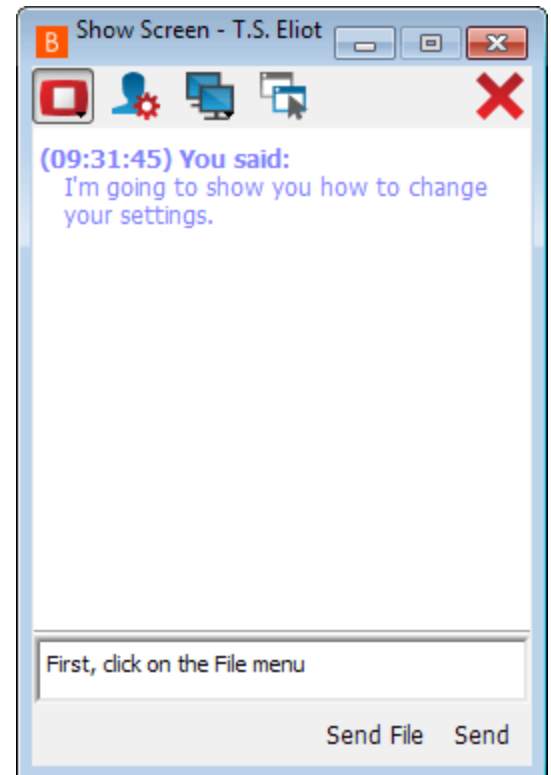 B Show Screen - T.S. Eliot
(09:31:45) You said:
I'm going to show you how to change
your settings.
First, click on the File menu
Send File Send